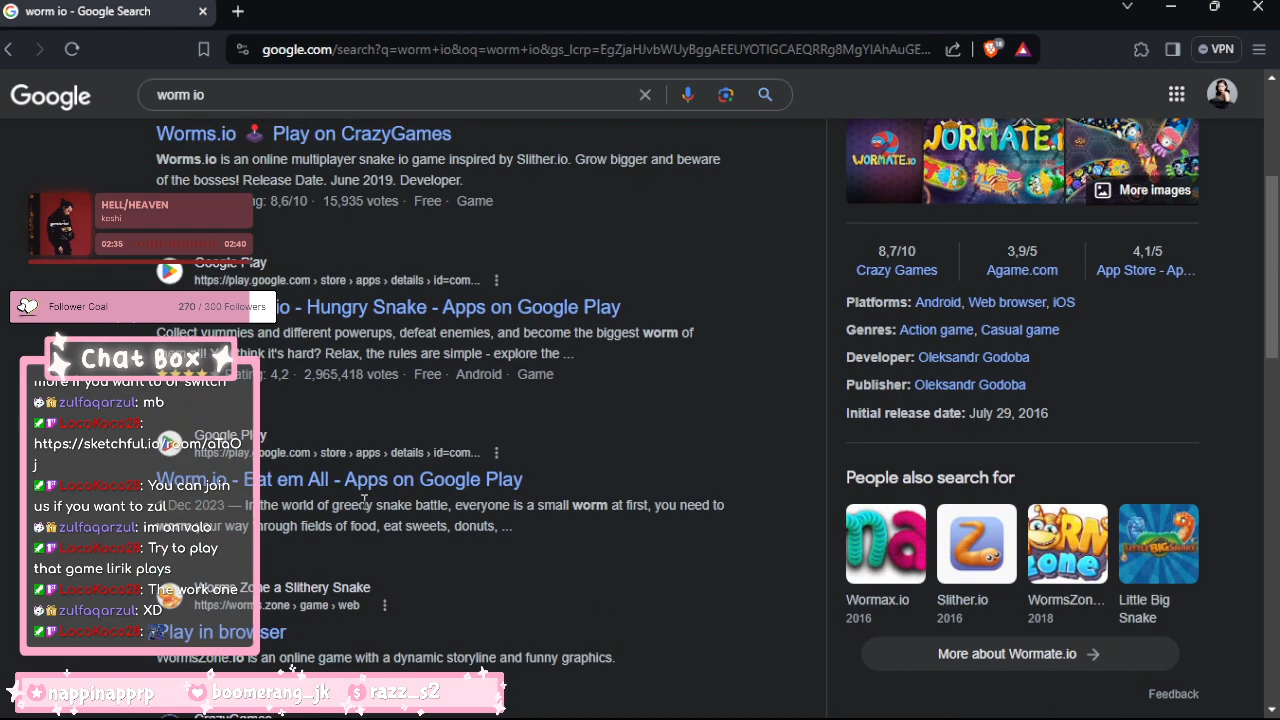 worm io - Google Search
google.com/search?q=worm+io&oq=worm+io&gs_lcrp=EgZjaHJvbWUyBggAEEUYOTIGCAEQRRg8MgYIAhAuGE...
18
VPN
Google
worm io
Worms.io Play on CrazyGames
Worms.io is an online multiplayer snake io game inspired by Slither.io. Grow bigger and beware
of the bosses! Release Date. June 2019. Developer.
ng: 8,6/10 · 15,935 votes · Free · Game
HELL/HEAVEN
keshi
02:35
02:40
Google Play
https://play.google.com › store › apps › details › id=com...
io - Hungry Snake - Apps on Google Play
Collect yummies and different powerups, defeat enemies, and become the biggest worm of
think it's hard? Relax, the rules are simple - explore the ...
Rating: 4,2 · 2,965,418 votes · Free · Android · Game
Follower Goal
270 / 300 Followers
Google Play
https://play.google.com › store › apps › details › id=com...
Worm.io - Eat em All - Apps on Google Play
Dec 2023 — In the world of greedy snake battle, everyone is a small worm at first, you need to
worm your way through fields of food, eat sweets, donuts, ...
Worms Zone a Slithery Snake
https://worms.zone › game › web
Play in browser
WormsZone.io is an online game with a dynamic storyline and funny graphics.
CrazyGames
Chat Box
more if you want to or switch
zulfaqarzul: mb
LocoKoco28:
https://sketchful.io/room/aTaO
j
LocoKoco28: You can join
us if you want to zul
zulfaqarzul: im on valo
LocoKoco28: Try to play
that game lirik plays
LocoKoco28: The work one
zulfaqarzul: XD
LocoKoco28:
nappinapprp
boomerang_jk
razz_s2
WORMATE.IO
WORMATE.IO
More images
8,7/10
Crazy Games
3,9/5
Agame.com
4,1/5
App Store - Ap...
Platforms: Android, Web browser, iOS
Genres: Action game, Casual game
Developer: Oleksandr Godoba
Publisher: Oleksandr Godoba
Initial release date: July 29, 2016
People also search for
Wormax.io
2016
Slither.io
2016
WormsZon...
2018
Little Big
Snake
More about Wormate.io
Feedback